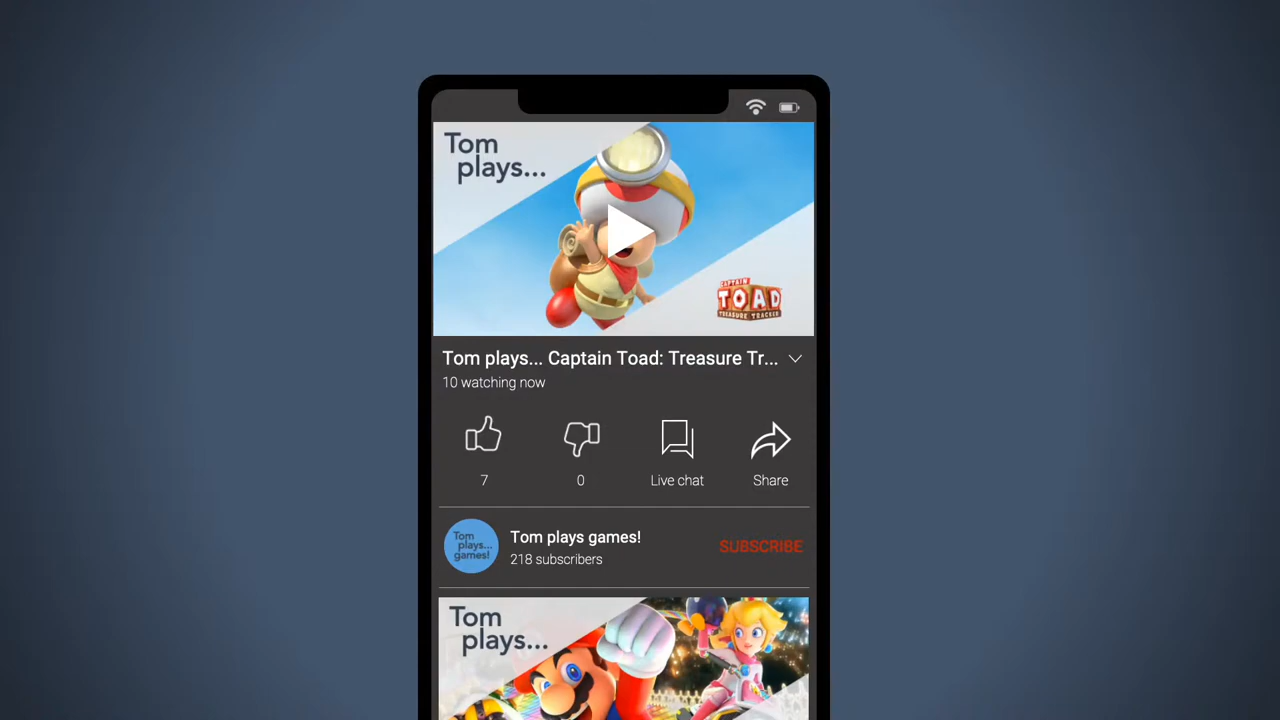 Tom
plays...
CAPTAIN
TOAD
TREASURE TRACKER
Tom plays... Captain Toad: Treasure Tr...
10 watching now
7
0
Live chat
Share
Tom
plays...
games!
Tom plays games!
218 subscribers
SUBSCRIBE
Tom
plays...